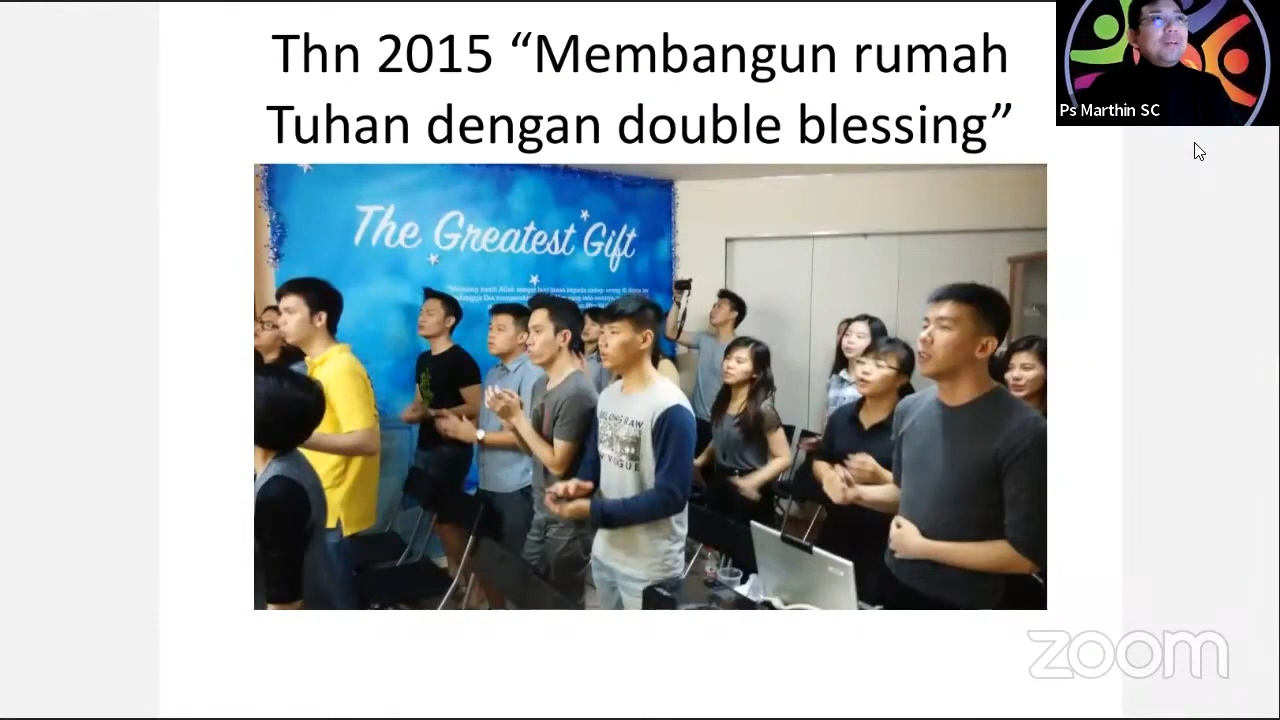 Thn 2015 “Membangun rumah
Tuhan dengan double blessing”
Ps Marthin SC
The Greatest Gift
zoom